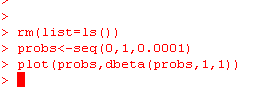 >
>
> rm(list=ls())
> probs<-seq(0,1,0.0001)
> plot(probs,dbeta(probs,1,1))
>